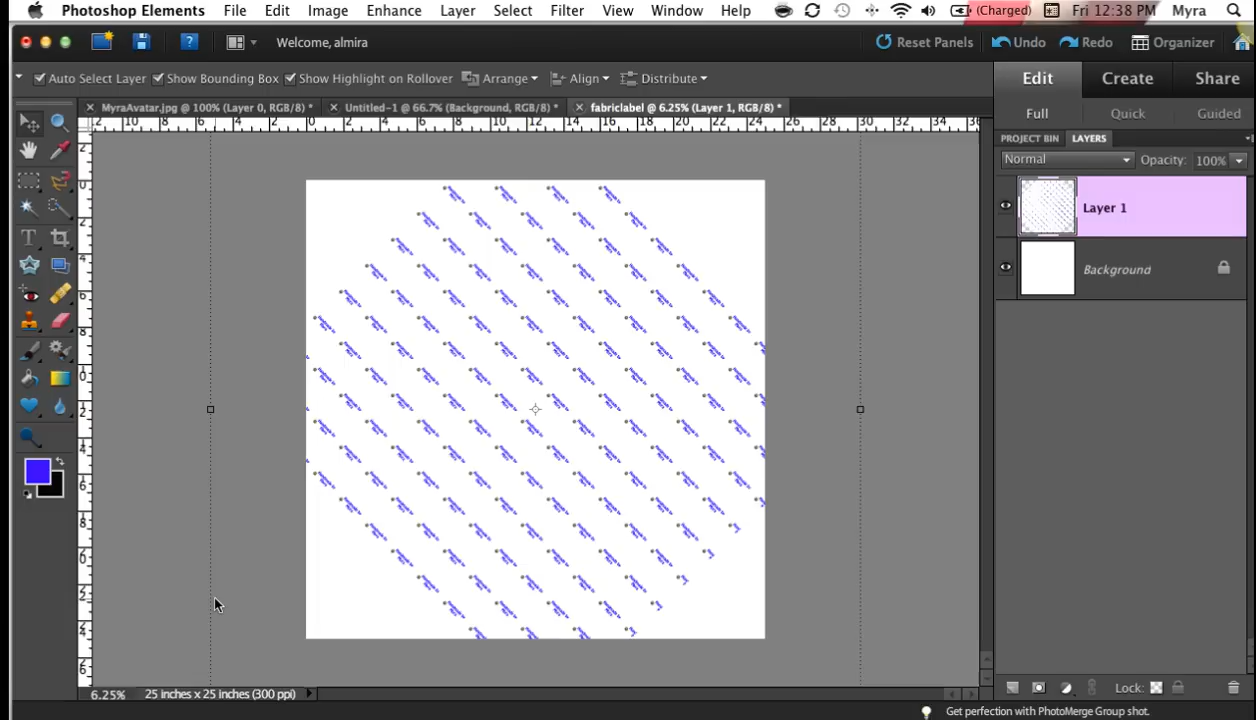 Photoshop Elements File Edit Image Enhance Layer Select Filter View Window Help (Charged) Fri 12:38 PM Myra
Welcome, almira Reset Panels Undo Redo Organizer
Auto Select Layer Show Bounding Box Show Highlight on Rollover Arrange Align Distribute
Edit Create Share
MyraAvatar.jpg @ 100% (Layer 0, RGB/8) * Untitled-1 @ 66.7% (Background, RGB/8) * fabriclabel @ 6.25% (Layer 1, RGB/8) *
Full Quick Guided
PROJECT BIN LAYERS
Normal Opacity: 100%
Layer 1
Background
Lock:
6.25% 25 inches x 25 inches (300 ppi)
Get perfection with PhotoMerge Group shot.